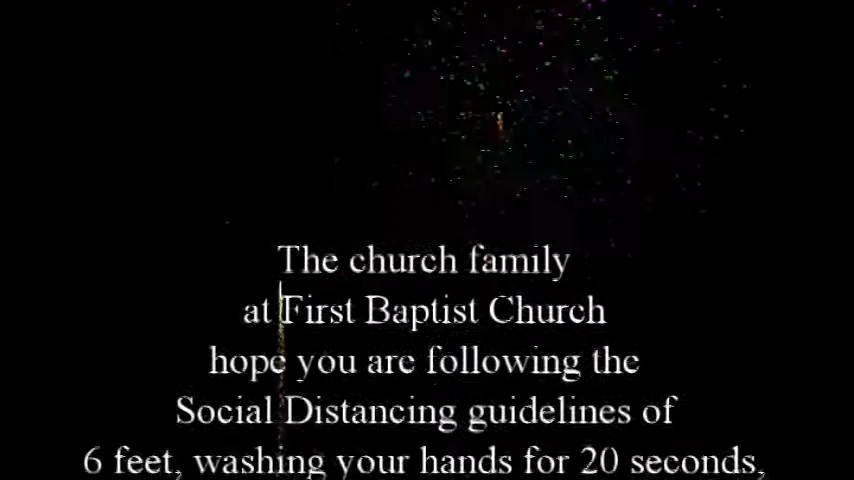 The church family
at First Baptist Church
hope you are following the
Social Distancing guidelines of
6 feet, washing your hands for 20 seconds,